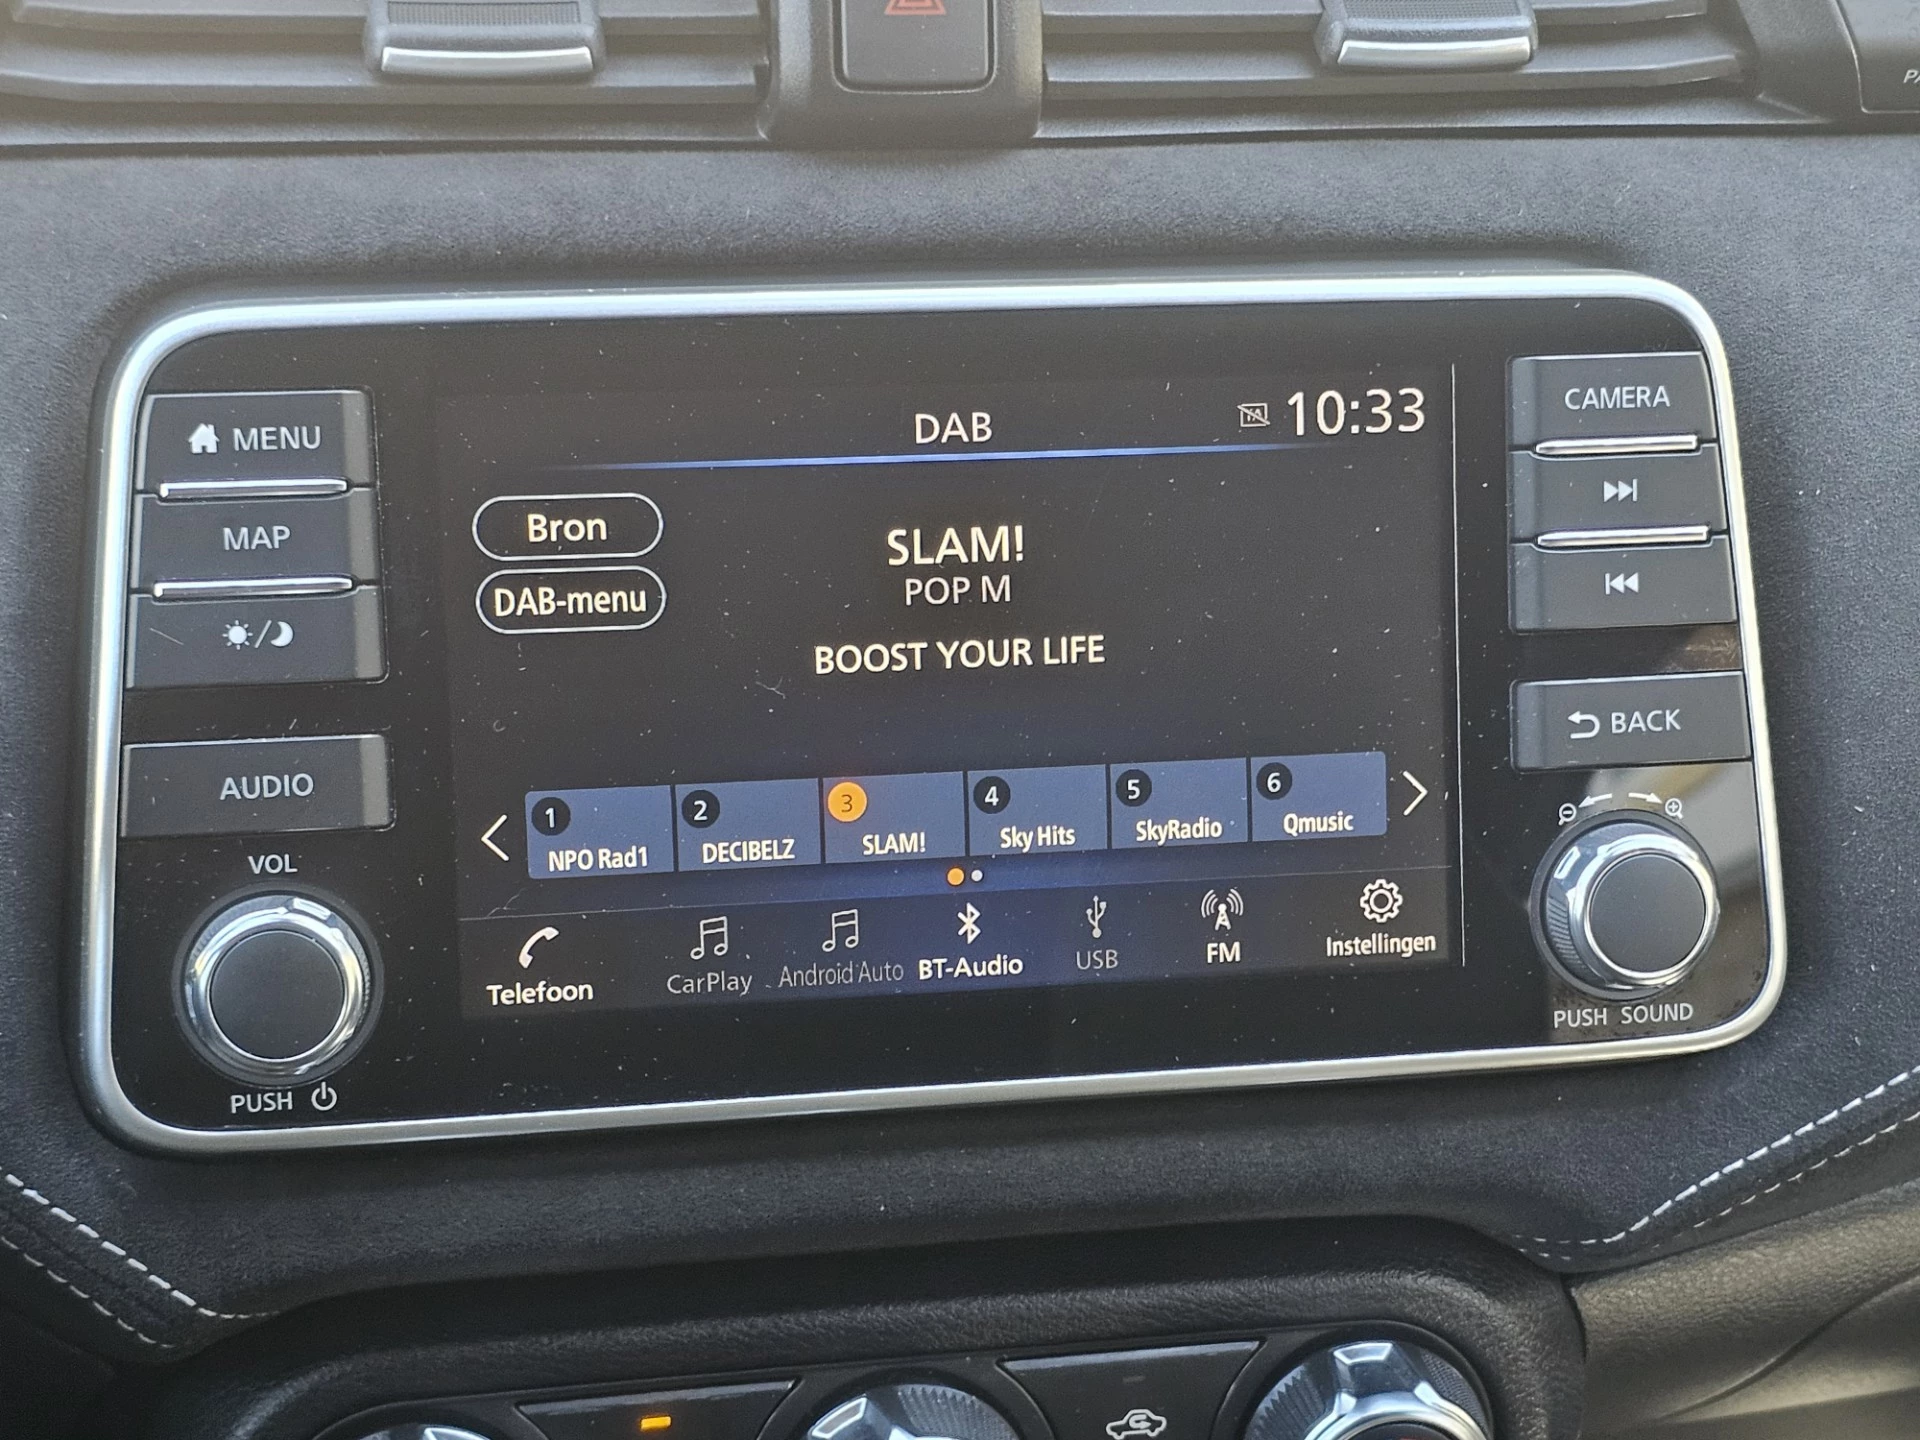 MENU
MAP
AUDIO
VOL
PUSH
DAB
10:33
Bron
DAB-menu
SLAM!
POP M
BOOST YOUR LIFE
1 NPO Rad1
2 DECIBELZ
3 SLAM!
4 Sky Hits
5 SkyRadio
6 Qmusic
Telefoon
CarPlay
Android Auto
BT-Audio
USB
FM
Instellingen
CAMERA
BACK
PUSH SOUND